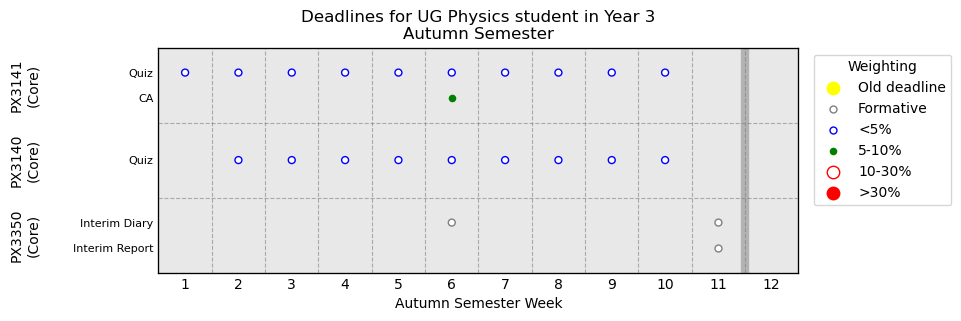 Deadlines for UG Physics student in Year 3
Autumn Semester
PX3141
(Core)
Quiz
CA
PX3140
(Core)
Quiz
PX3350
(Core)
Interim Diary
Interim Report
1 2 3 4 5 6 7 8 9 10 11 12
Autumn Semester Week
Weighting
Old deadline
Formative
<5%
5-10%
10-30%
>30%